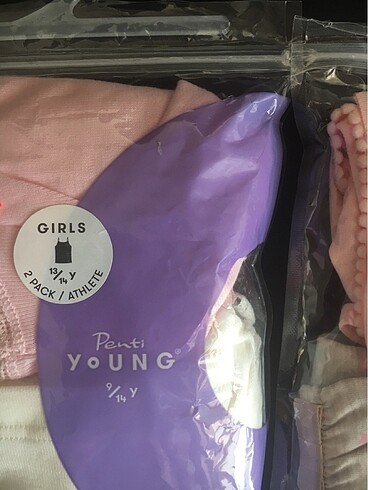 GIRLS
13/14 Y
2 PACK / ATHLETE
Penti
YoUNG
9/14 Y